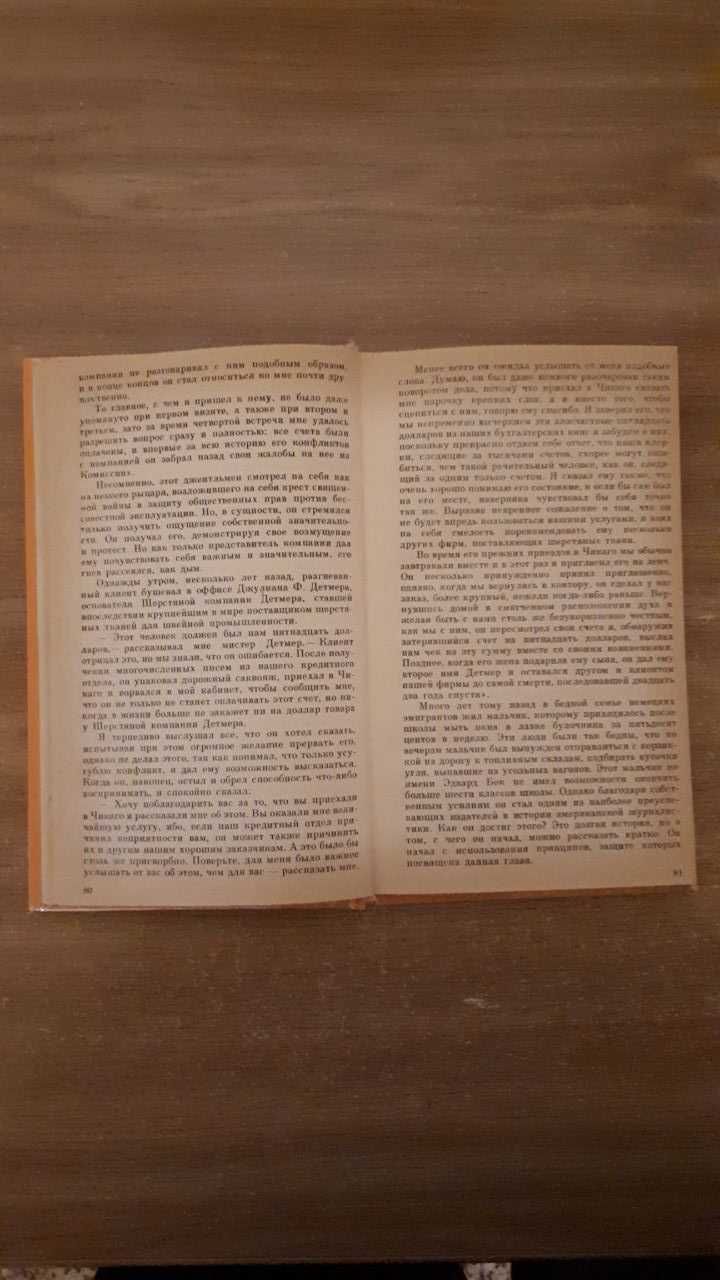 компании не разговаривал с ним подобным образом,
и в конце концов он стал относиться ко мне почти дру-
жественно.
То главное, с чем я пришел к нему, не было даже
упомянуто при первом визите, а также при втором и
третьем, зато за время четвертой встречи мне удалось
разрешить вопрос сразу и полностью: все счета были
оплачены, и впервые за всю историю его конфликтов
с компанией он забрал назад свои жалобы на нее из
Комиссии».
Несомненно, этот джентльмен смотрел на себя как
на некоего рыцаря, возложившего на себя крест священ-
ной войны в защиту общественных прав против бес-
совестной эксплуатации. Но, в сущности, он стремился
только получить ощущение собственной значительно-
сти. Он получал его, демонстрируя свое возмущение
и протест. Но как только представитель компании дал
ему почувствовать себя важным и значительным, его
гнев рассеялся, как дым.
Однажды утром, несколько лет назад, разгневан-
ный клиент бушевал в оффисе Джулиана Ф. Детмера,
основателя Шерстяной компании Детмера, ставшей
впоследствии крупнейшим в мире поставщиком шерстя-
ных тканей для швейной промышленности.
— Этот человек должен был нам пятнадцать дол-
ларов,— рассказывал мне мистер Детмер.— Клиент
отрицал это, но мы знали, что он ошибается. После полу-
чения многочисленных писем из нашего кредитного
отдела, он упаковал дорожный саквояж, приехал в Чи-
каго и ворвался в мой кабинет, чтобы сообщить мне,
что он не только не станет оплачивать этот счет, но ни-
когда в жизни больше не закажет ни на доллар товара
у Шерстяной компании Детмера.
Я терпеливо выслушал все, что он хотел сказать,
испытывая при этом огромное желание прервать его,
однако не делал этого, так как понимал, что только усу-
гублю конфликт, и дал ему возможность высказаться.
Когда он, наконец, остыл и обрел способность что-либо
воспринимать, я спокойно сказал:
— Хочу поблагодарить вас за то, что вы приехали
в Чикаго и рассказали мне об этом. Вы оказали мне вели-
чайшую услугу, ибо, если наш кредитный отдел при-
чинил неприятности вам, он может также причинить
их и другим нашим хорошим заказчикам. А это было бы
столь же прискорбно. Поверьте, для меня было важнее
услышать от вас об этом, чем для вас — рассказать мне.
80
Менее всего он ожидал услышать от меня подобные
слова. Думаю, он был даже немного разочарован таким
поворотом дела, потому что приехал в Чикаго сказать
мне парочку крепких слов, а я вместо того, чтобы
сцепиться с ним, говорю ему спасибо. Я заверил его, что
мы непременно вычеркнем эти злосчастные пятнадцать
долларов из наших бухгалтерских книг и забудем о них,
поскольку прекрасно отдаем себе отчет, что наши клер-
ки, следящие за тысячами счетов, скорее могут оши-
биться, чем такой рачительный человек, как он, следя-
щий за одним только счетом. Я сказал ему также, что
очень хорошо понимаю его состояние, и если бы сам был
на его месте, наверняка чувствовал бы себя точно
так же. Выразив искреннее сожаление о том, что он
не будет впредь пользоваться нашими услугами, я взял
на себя смелость порекомендовать ему несколько
других фирм, поставляющих шерстяные ткани.
Во время его прежних приездов в Чикаго мы обычно
завтракали вместе и в этот раз я пригласил его на ленч.
Он несколько принужденно принял приглашение,
однако, когда мы вернулись в контору, он сделал у нас
заказ, более крупный, нежели когда-либо раньше. Вер-
нувшись домой в смягченном расположении духа и
желая быть с нами столь же безукоризненно честным,
как мы с ним, он пересмотрел свои счета и, обнаружив
затерявшийся счет на пятнадцать долларов, выслал
нам чек на эту сумму вместе со своими извинениями.
Позднее, когда его жена подарила ему сына, он дал ему
второе имя Детмер и оставался другом и клиентом
нашей фирмы до самой смерти, последовавшей двадцать
два года спустя».
Много лет тому назад в бедной семье немецких
эмигрантов жил мальчик, которому приходилось после
школы мыть окна в лавке булочника за пятьдесят
центов в неделю. Эти люди были так бедны, что по
вечерам мальчик был вынужден отправляться с корзин-
кой на дорогу к топливным складам, подбирать кусочки
угля, выпавшие из угольных вагонов. Этот мальчик по
имени Эдвард Бок не имел возможности окончить
больше шести классов школы. Однако благодаря собст-
венным усилиям он стал одним из наиболее преуспе-
вающих издателей в истории американской журналис-
тики. Как он достиг этого? Это долгая история, но о
том, с чего он начал, можно рассказать кратко. Он
начал с использования принципов, защите которых
посвящена данная глава.
81